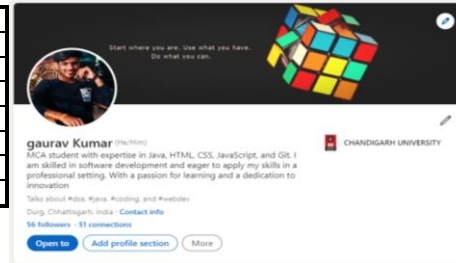 Start where you are. Use what you have.
Do what you can.
gaurav Kumar (He/Him)
CHANDIGARH UNIVERSITY
MCA student with expertise in Java, HTML, CSS, JavaScript, and Git. I
am skilled in software development and eager to apply my skills in a
professional setting. With a passion for learning and a dedication to
innovation
Talks about #dsa, #java, #coding, and #webdev
Durg, Chhattisgarh, India · Contact info
56 followers · 51 connections
Open to
Add profile section
More